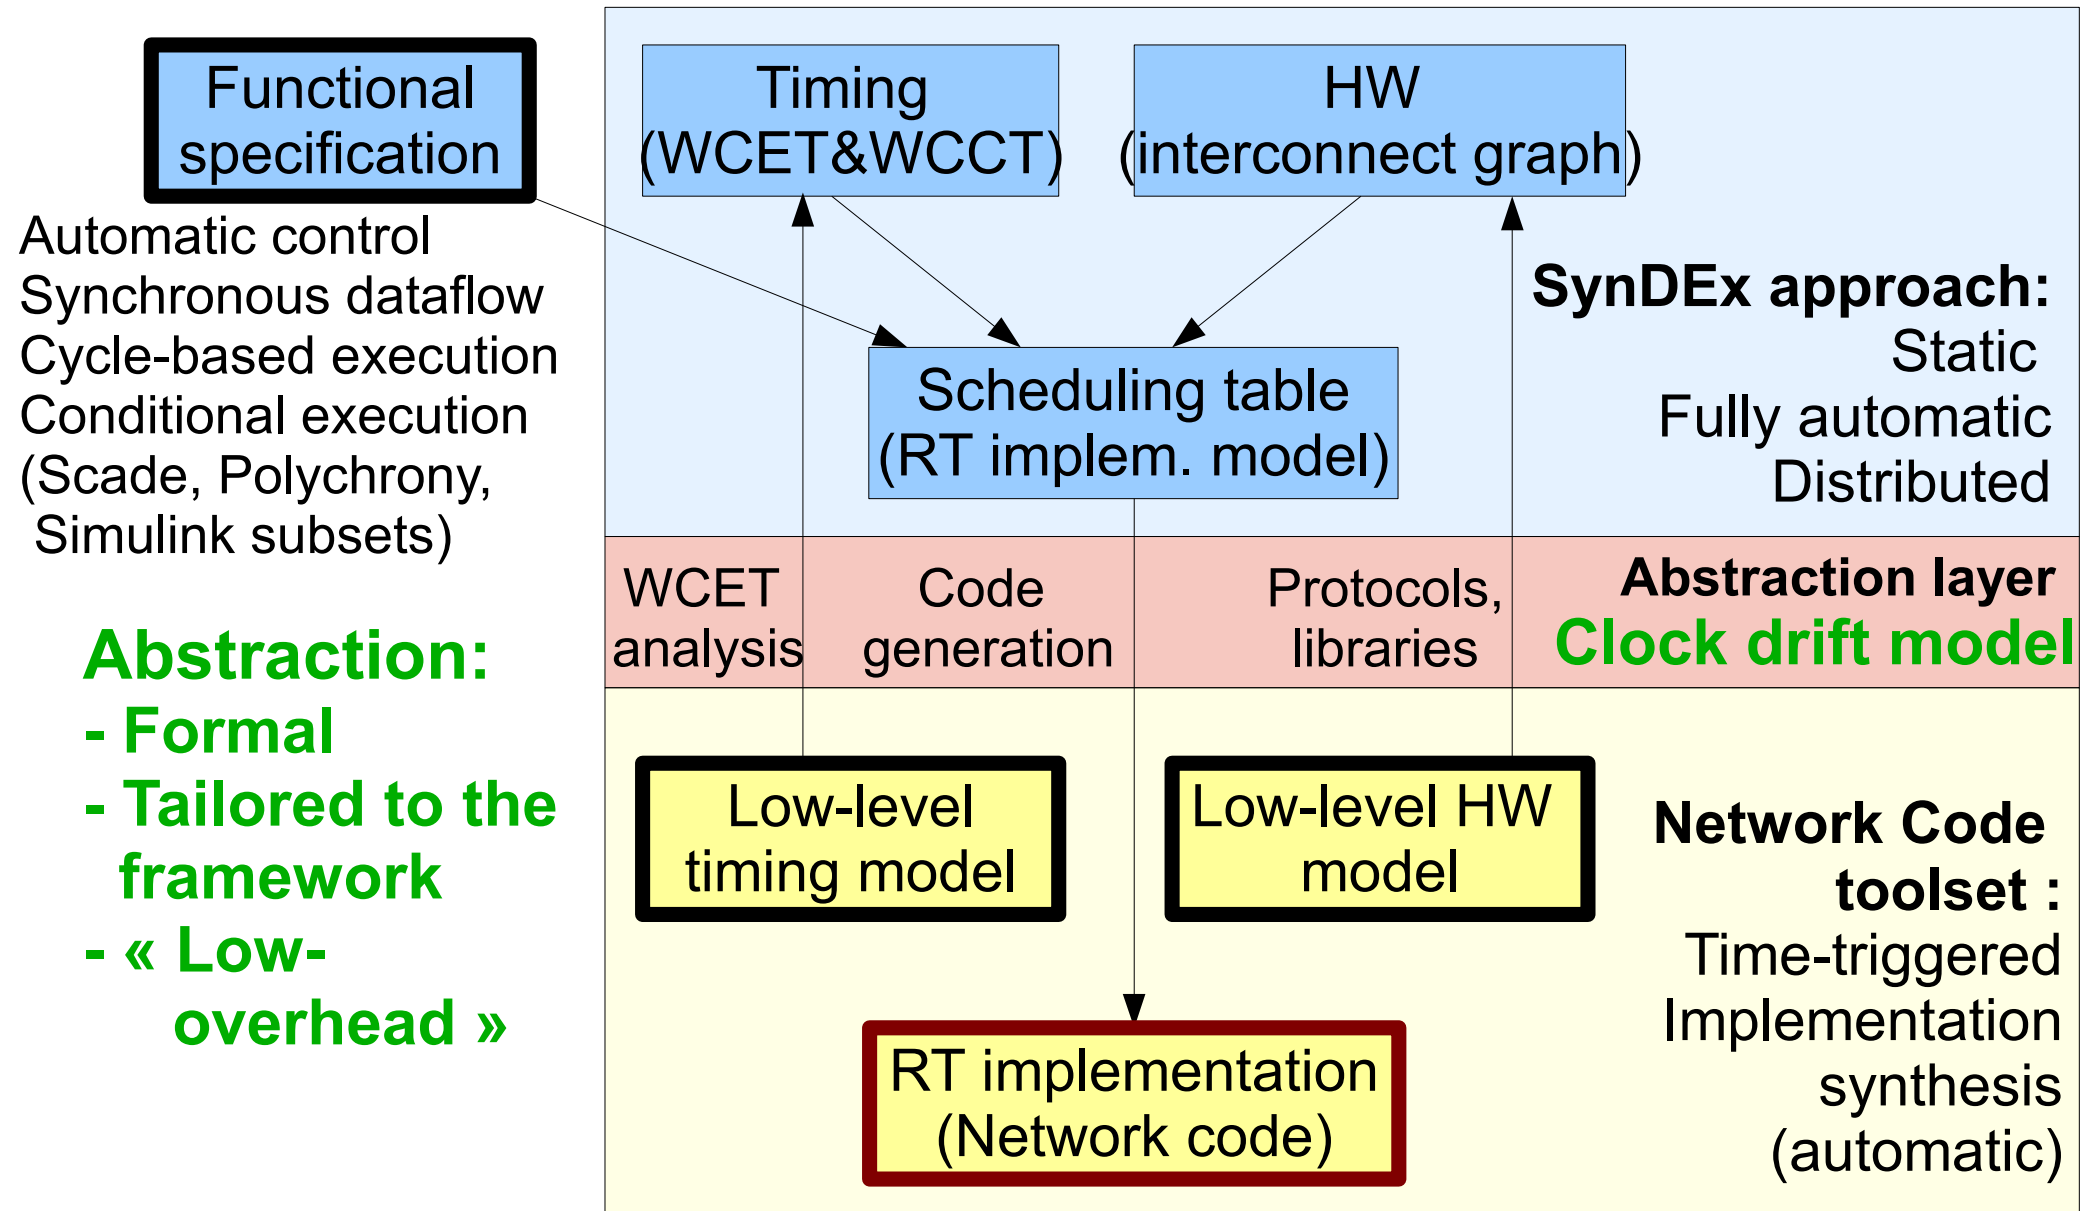 Functional
specification
Timing
(WCET&WCCT)
HW
(interconnect graph)
Automatic control
Synchronous dataflow
Cycle-based execution
Conditional execution
(Scade, Polychrony,
Simulink subsets)
SynDEx approach:
Static
Fully automatic
Distributed
Scheduling table
(RT implem. model)
WCET
analysis
Code
generation
Protocols,
libraries
Abstraction layer
Clock drift model
Abstraction:
- Formal
- Tailored to the
framework
- « Low-
overhead »
Low-level
timing model
Low-level HW
model
Network Code
toolset :
Time-triggered
Implementation
synthesis
(automatic)
RT implementation
(Network code)